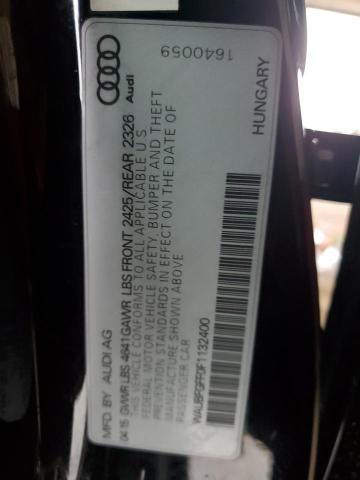 MFD. BY AUDI AG
04.15 GVWR LBS 4641 GAWR LBS FRONT 2425/REAR 2326
THIS VEHICLE CONFORMS TO ALL APPLICABLE U.S.
FEDERAL MOTOR VEHICLE SAFETY, BUMPER AND THEFT
PREVENTION STANDARDS IN EFFECT ON THE DATE OF
MANUFACTURE SHOWN ABOVE
PASSENGER CAR
WAUBFGFF0F1132400
HUNGARY
Audi
1640059